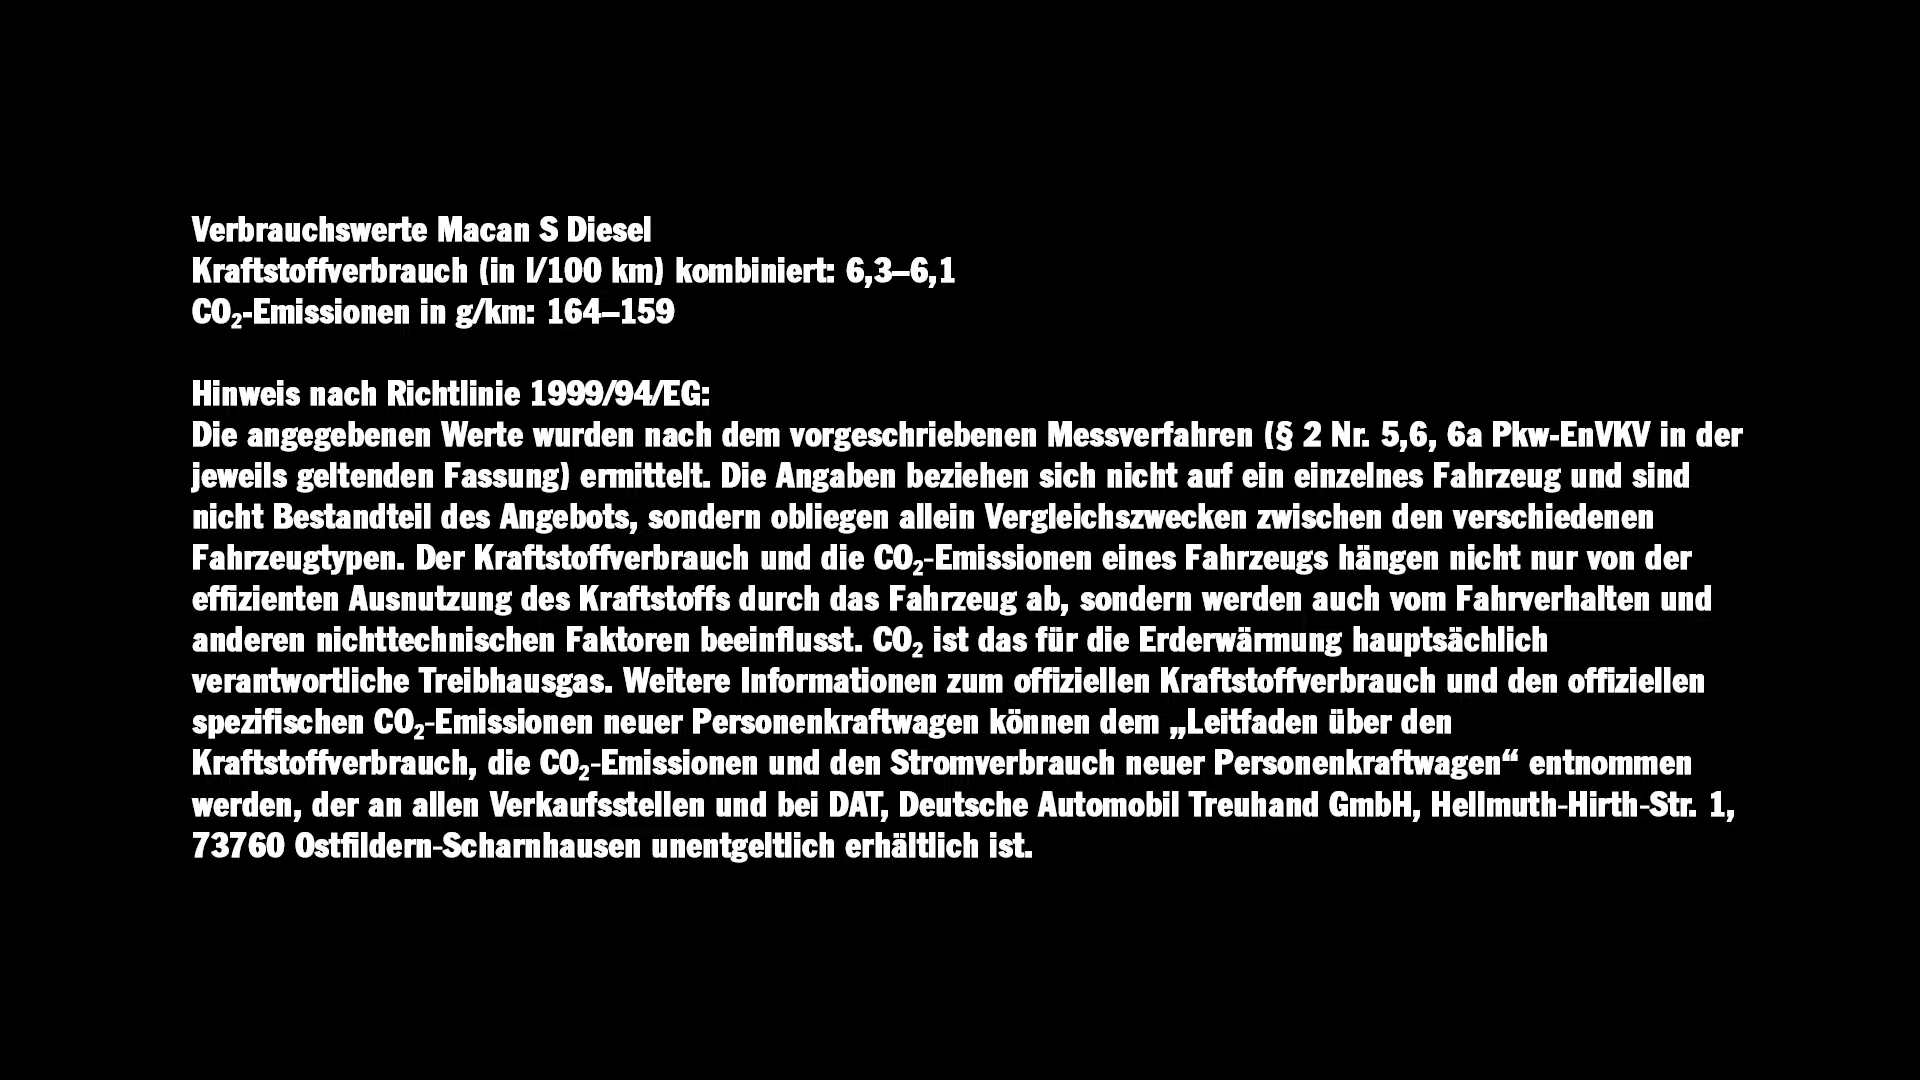 Verbrauchswerte Macan S Diesel
Kraftstoffverbrauch (in l/100 km) kombiniert: 6,3–6,1
CO₂-Emissionen in g/km: 164–159
Hinweis nach Richtlinie 1999/94/EG:
Die angegebenen Werte wurden nach dem vorgeschriebenen Messverfahren (§ 2 Nr. 5,6, 6a Pkw-EnVKV in der
jeweils geltenden Fassung) ermittelt. Die Angaben beziehen sich nicht auf ein einzelnes Fahrzeug und sind
nicht Bestandteil des Angebots, sondern obliegen allein Vergleichszwecken zwischen den verschiedenen
Fahrzeugtypen. Der Kraftstoffverbrauch und die CO₂-Emissionen eines Fahrzeugs hängen nicht nur von der
effizienten Ausnutzung des Kraftstoffs durch das Fahrzeug ab, sondern werden auch vom Fahrverhalten und
anderen nichttechnischen Faktoren beeinflusst. CO₂ ist das für die Erderwärmung hauptsächlich
verantwortliche Treibhausgas. Weitere Informationen zum offiziellen Kraftstoffverbrauch und den offiziellen
spezifischen CO₂-Emissionen neuer Personenkraftwagen können dem „Leitfaden über den
Kraftstoffverbrauch, die CO₂-Emissionen und den Stromverbrauch neuer Personenkraftwagen“ entnommen
werden, der an allen Verkaufsstellen und bei DAT, Deutsche Automobil Treuhand GmbH, Hellmuth-Hirth-Str. 1,
73760 Ostfildern-Scharnhausen unentgeltlich erhältlich ist.